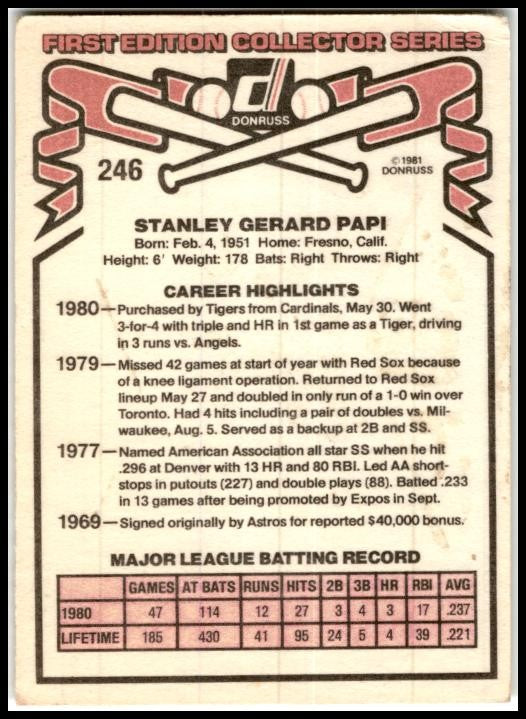 FIRST EDITION COLLECTOR SERIES
d
DONRUSS
246
©1981
DONRUSS
STANLEY GERARD PAPI
Born: Feb. 4, 1951 Home: Fresno, Calif.
Height: 6' Weight: 178 Bats: Right Throws: Right
CAREER HIGHLIGHTS
1980—Purchased by Tigers from Cardinals, May 30. Went
3-for-4 with triple and HR in 1st game as a Tiger, driving
in 3 runs vs. Angels.
1979—Missed 42 games at start of year with Red Sox because
of a knee ligament operation. Returned to Red Sox
lineup May 27 and doubled in only run of a 1-0 win over
Toronto. Had 4 hits including a pair of doubles vs. Mil-
waukee, Aug. 5. Served as a backup at 2B and SS.
1977—Named American Association all star SS when he hit
.296 at Denver with 13 HR and 80 RBI. Led AA short-
stops in putouts (227) and double plays (88). Batted .233
in 13 games after being promoted by Expos in Sept.
1969—Signed originally by Astros for reported $40,000 bonus.
MAJOR LEAGUE BATTING RECORD
GAMES AT BATS RUNS HITS 2B 3B HR RBI AVG
1980 47 114 12 27 3 4 3 17 .237
LIFETIME 185 430 41 95 24 5 4 39 .221